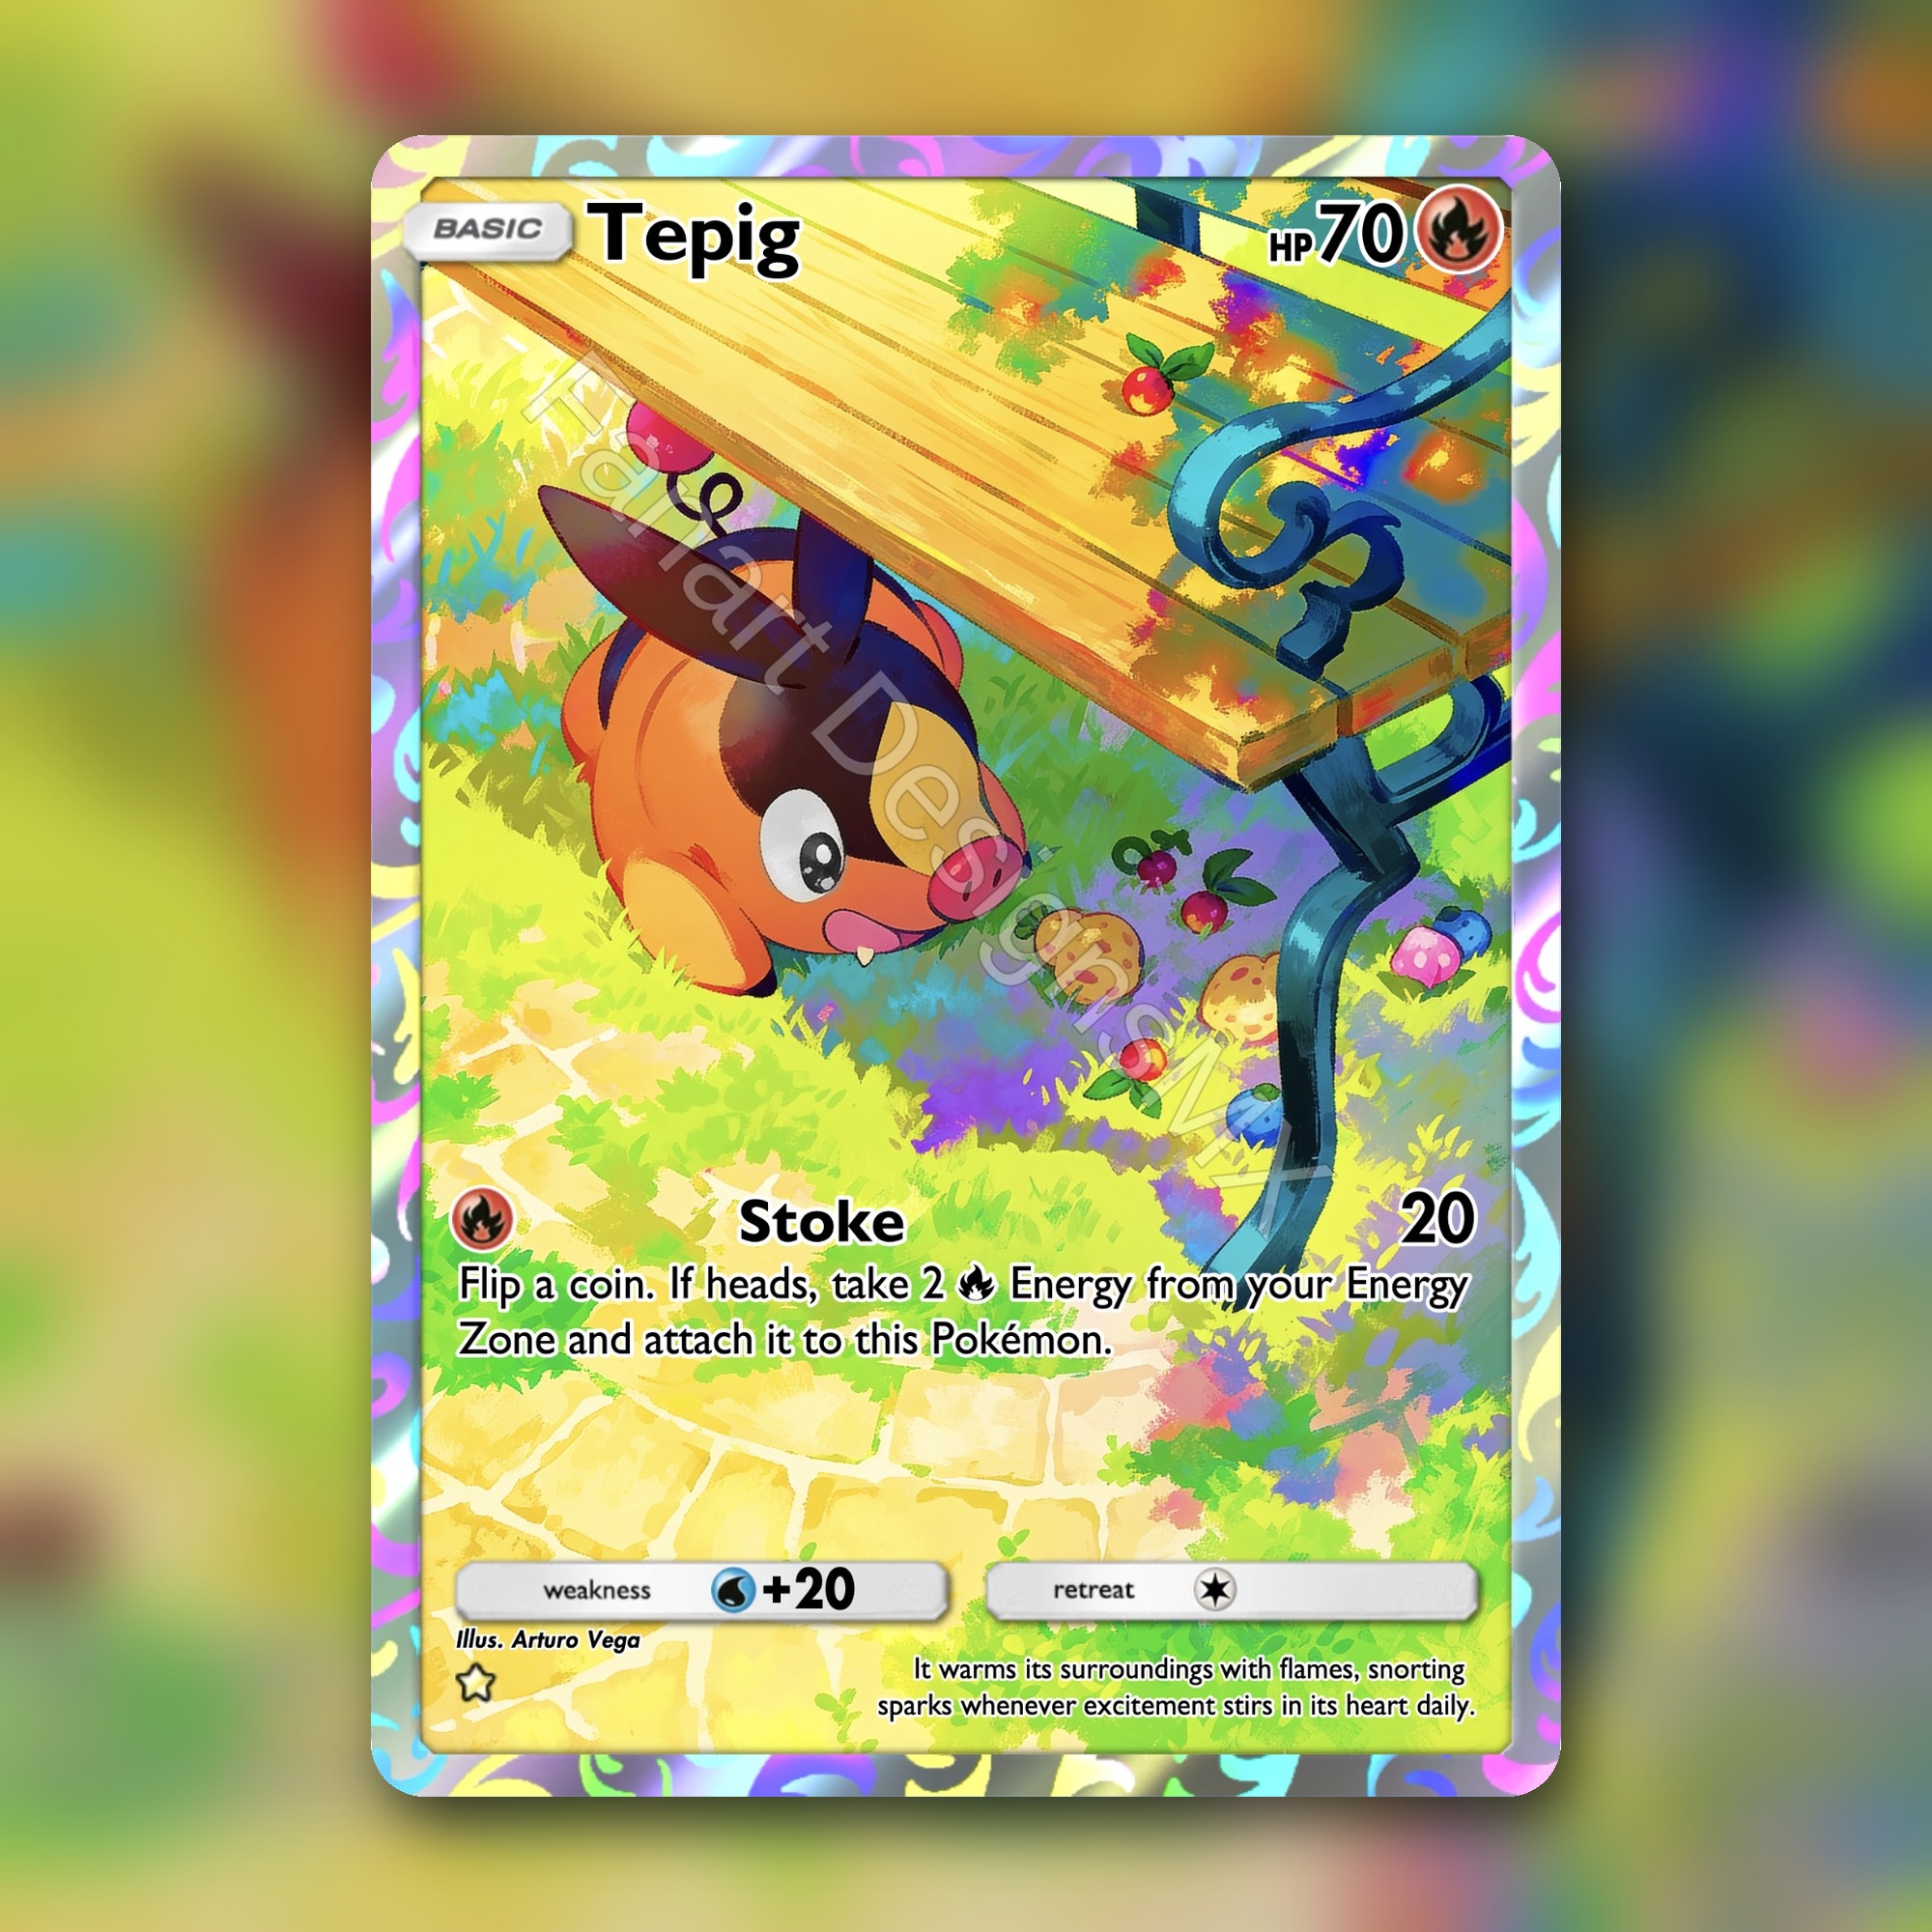 BASIC Tepig HP 70
Fanart DesignsMX
Stoke 20
Flip a coin. If heads, take 2 Energy from your Energy
Zone and attach it to this Pokémon.
weakness +20 retreat
Illus. Arturo Vega
It warms its surroundings with flames, snorting
sparks whenever excitement stirs in its heart daily.